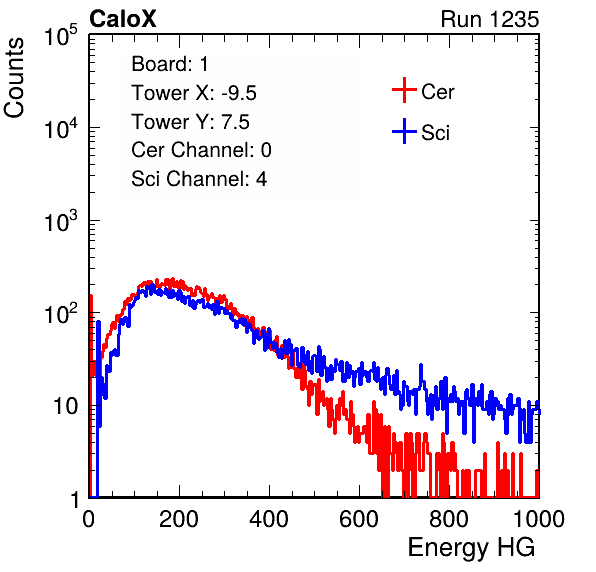 CaloX Run 1235
Counts
Board: 1
Tower X: -9.5
Tower Y: 7.5
Cer Channel: 0
Sci Channel: 4
Cer
Sci
10^5
10^4
10^3
10^2
10
1
0 200 400 600 800 1000
Energy HG